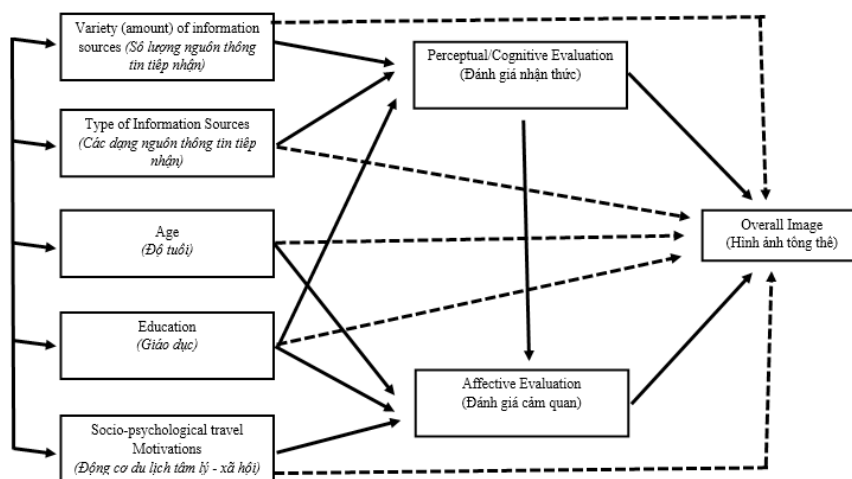 Variety (amount) of information
sources (Số lượng nguồn thông
tin tiếp nhận)
Type of Information Sources
(Các dạng nguồn thông tin tiếp
nhận)
Age
(Độ tuổi)
Education
(Giáo dục)
Socio-psychological travel
Motivations
(Động cơ du lịch tâm lý - xã hội)
Perceptual/Cognitive Evaluation
(Đánh giá nhận thức)
Affective Evaluation
(Đánh giá cảm quan)
Overall Image
(Hình ảnh tổng thể)